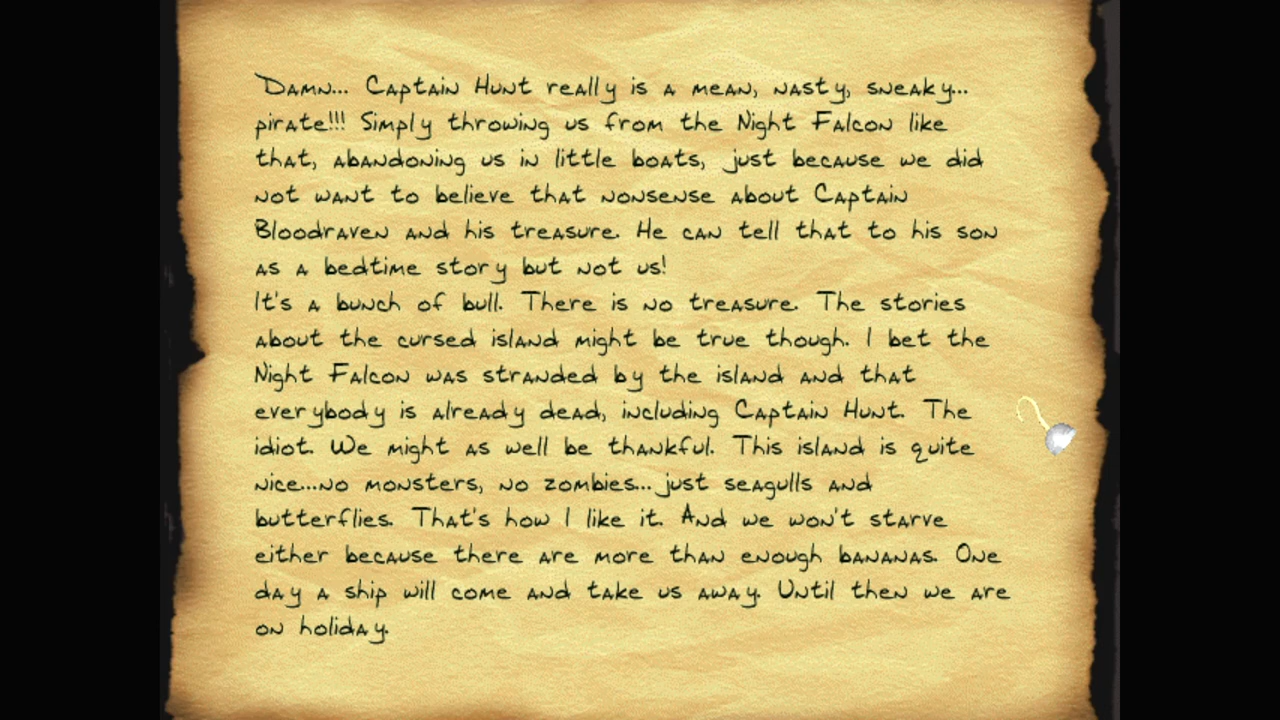 Damn... Captain Hunt really is a mean, nasty, sneaky...
pirate!!! Simply throwing us from the Night Falcon like
that, abandoning us in little boats, just because we did
not want to believe that nonsense about Captain
Bloodraven and his treasure. He can tell that to his son
as a bedtime story but not us!
It's a bunch of bull. There is no treasure. The stories
about the cursed island might be true though. I bet the
Night Falcon was stranded by the island and that
everybody is already dead, including Captain Hunt. The
idiot. We might as well be thankful. This island is quite
nice...no monsters, no zombies... just seagulls and
butterflies. That's how I like it. And we won't starve
either because there are more than enough bananas. One
day a ship will come and take us away. Until then we are
on holiday.